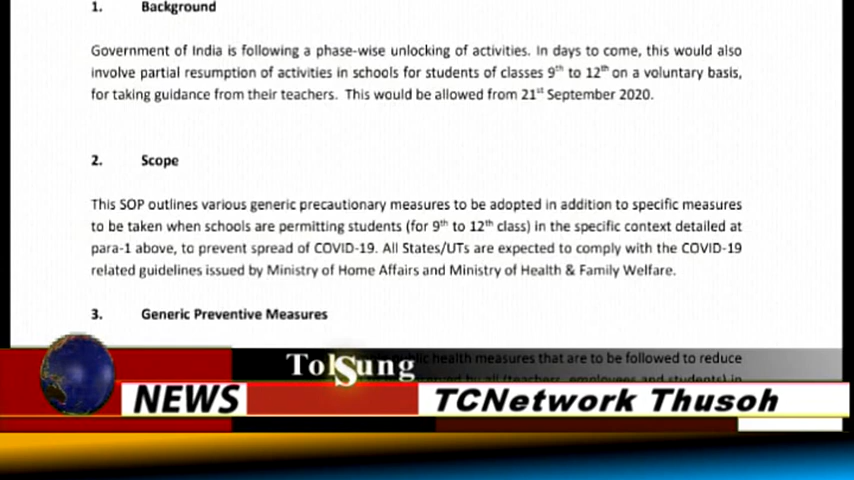 1. Background
Government of India is following a phase-wise unlocking of activities. In days to come, this would also
involve partial resumption of activities in schools for students of classes 9th to 12th on a voluntary basis,
for taking guidance from their teachers. This would be allowed from 21st September 2020.
2. Scope
This SOP outlines various generic precautionary measures to be adopted in addition to specific measures
to be taken when schools are permitting students (for 9th to 12th class) in the specific context detailed at
para-1 above, to prevent spread of COVID-19. All States/UTs are expected to comply with the COVID-19
related guidelines issued by Ministry of Home Affairs and Ministry of Health & Family Welfare.
3. Generic Preventive Measures
health measures that are to be followed to reduce
by all (teachers, employees and students) in
TolSung
NEWS
TCNetwork Thusoh